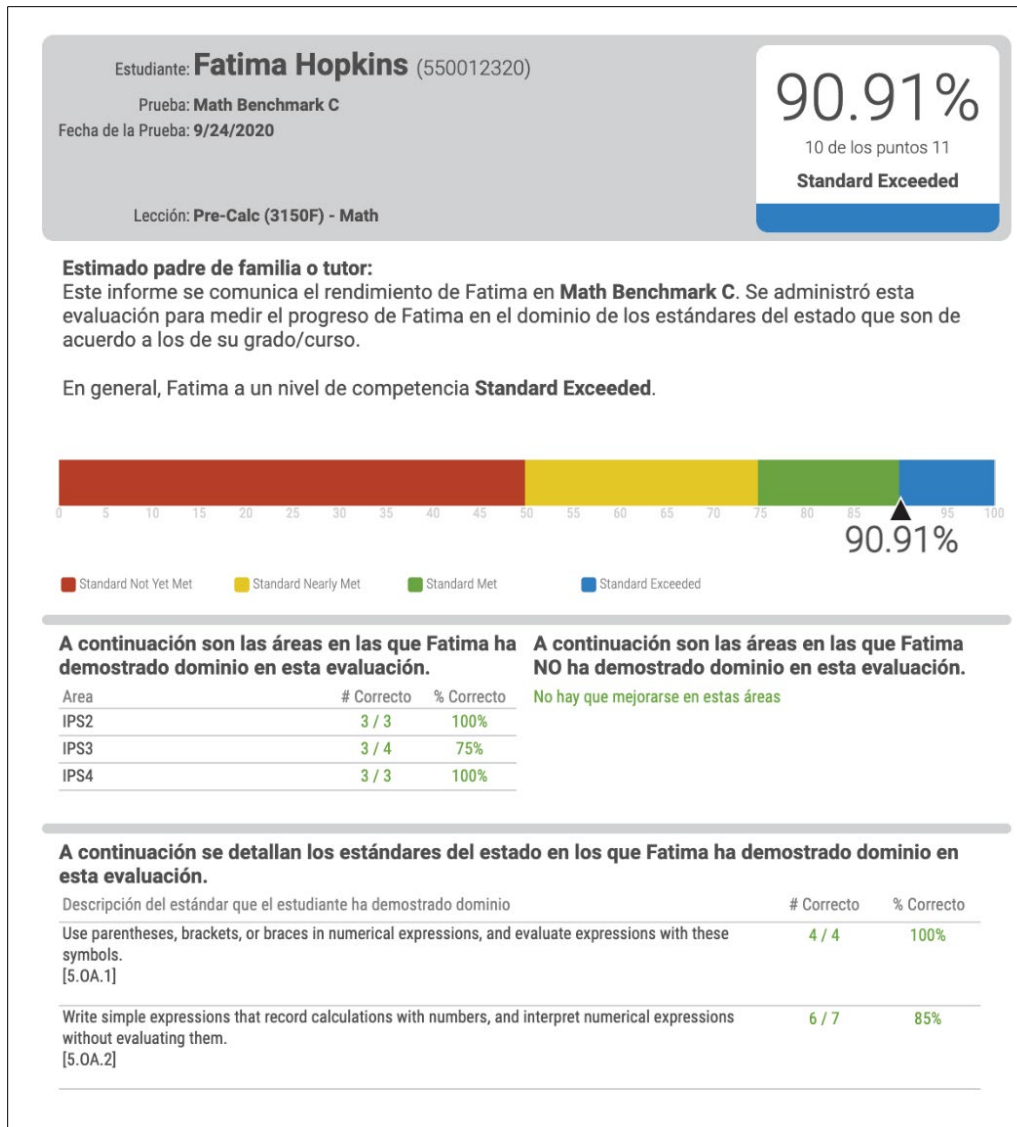 Estudiante: Fatima Hopkins (550012320)
Prueba: Math Benchmark C
Fecha de la Prueba: 9/24/2020
Lección: Pre-Calc (3150F) - Math
90.91%
10 de los puntos 11
Standard Exceeded
Estimado padre de familia o tutor:
Este informe se comunica el rendimiento de Fatima en Math Benchmark C. Se administró esta
evaluación para medir el progreso de Fatima en el dominio de los estándares del estado que son de
acuerdo a los de su grado/curso.
En general, Fatima a un nivel de competencia Standard Exceeded.
0 5 10 15 20 25 30 35 40 45 50 55 60 65 70 75 80 85 95 100
90.91%
Standard Not Yet Met Standard Nearly Met Standard Met Standard Exceeded
A continuación son las áreas en las que Fatima ha
demostrado dominio en esta evaluación.
Area # Correcto % Correcto
IPS2 3 / 3 100%
IPS3 3 / 4 75%
IPS4 3 / 3 100%
A continuación son las áreas en las que Fatima
NO ha demostrado dominio en esta evaluación.
No hay que mejorarse en estas áreas
A continuación se detallan los estándares del estado en los que Fatima ha demostrado dominio en
esta evaluación.
Descripción del estándar que el estudiante ha demostrado dominio # Correcto % Correcto
Use parentheses, brackets, or braces in numerical expressions, and evaluate expressions with these 4 / 4 100%
symbols.
[5.OA.1]
Write simple expressions that record calculations with numbers, and interpret numerical expressions 6 / 7 85%
without evaluating them.
[5.OA.2]